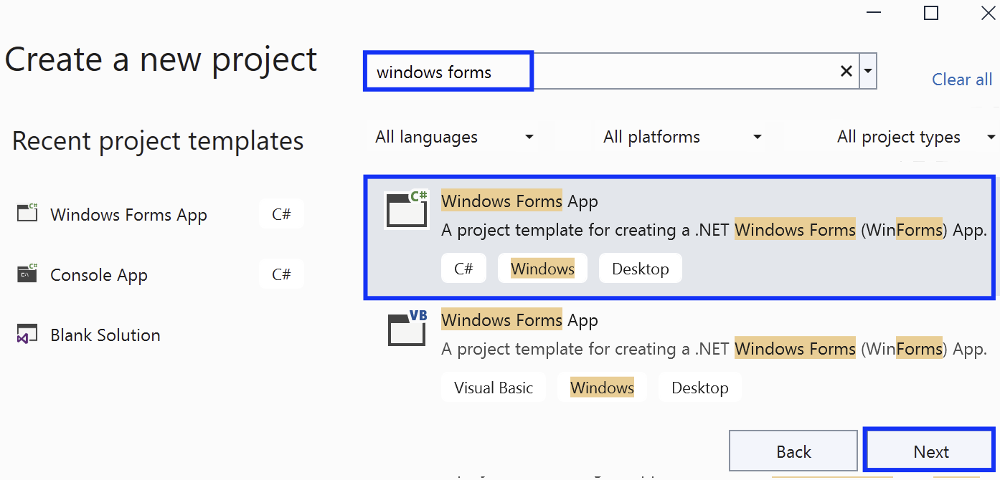 Create a new project
windows forms
Clear all
Recent project templates
All languages
All platforms
All project types
C#
Windows Forms App
C#
C#
Console App
C#
C:\
Blank Solution
C#
Windows Forms App
A project template for creating a .NET Windows Forms (WinForms) App.
C#
Windows
Desktop
VB
Windows Forms App
A project template for creating a .NET Windows Forms (WinForms) App.
Visual Basic
Windows
Desktop
Back
Next